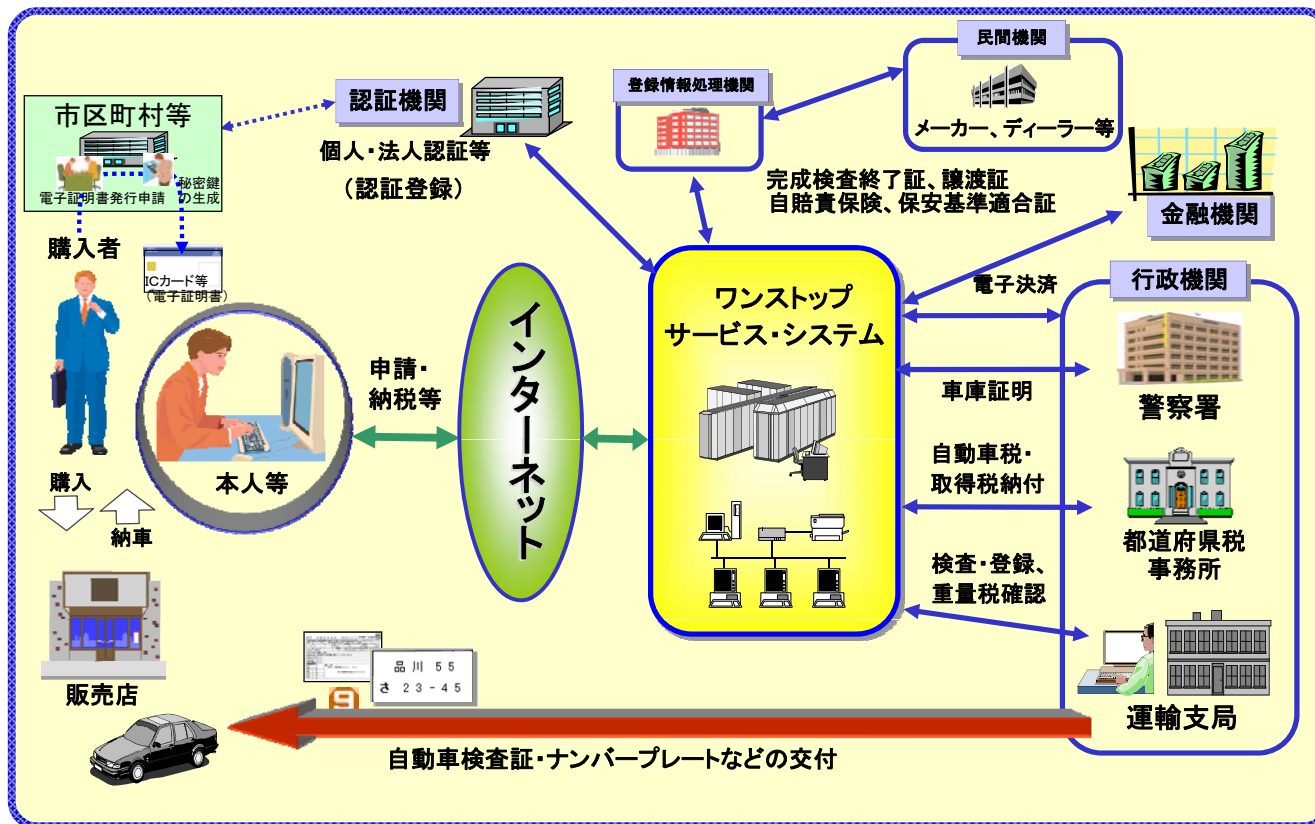 民間機関
メーカー、ディーラー等
登録情報処理機関
認証機関
個人・法人認証等
（認証登録）
市区町村等
電子証明書発行申請
秘密鍵
の生成
購入者
ICカード等
（電子証明書）
完成検査終了証、譲渡証
自賠責保険、保安基準適合証
金融機関
電子決済
行政機関
ワンストップ
サービス・システム
インターネット
申請・
納税等
本人等
購入
納車
販売店
車庫証明
警察署
自動車税・
取得税納付
都道府県税
事務所
検査・登録、
重量税確認
運輸支局
品川 55
さ 23-45
9
自動車検査証・ナンバープレートなどの交付